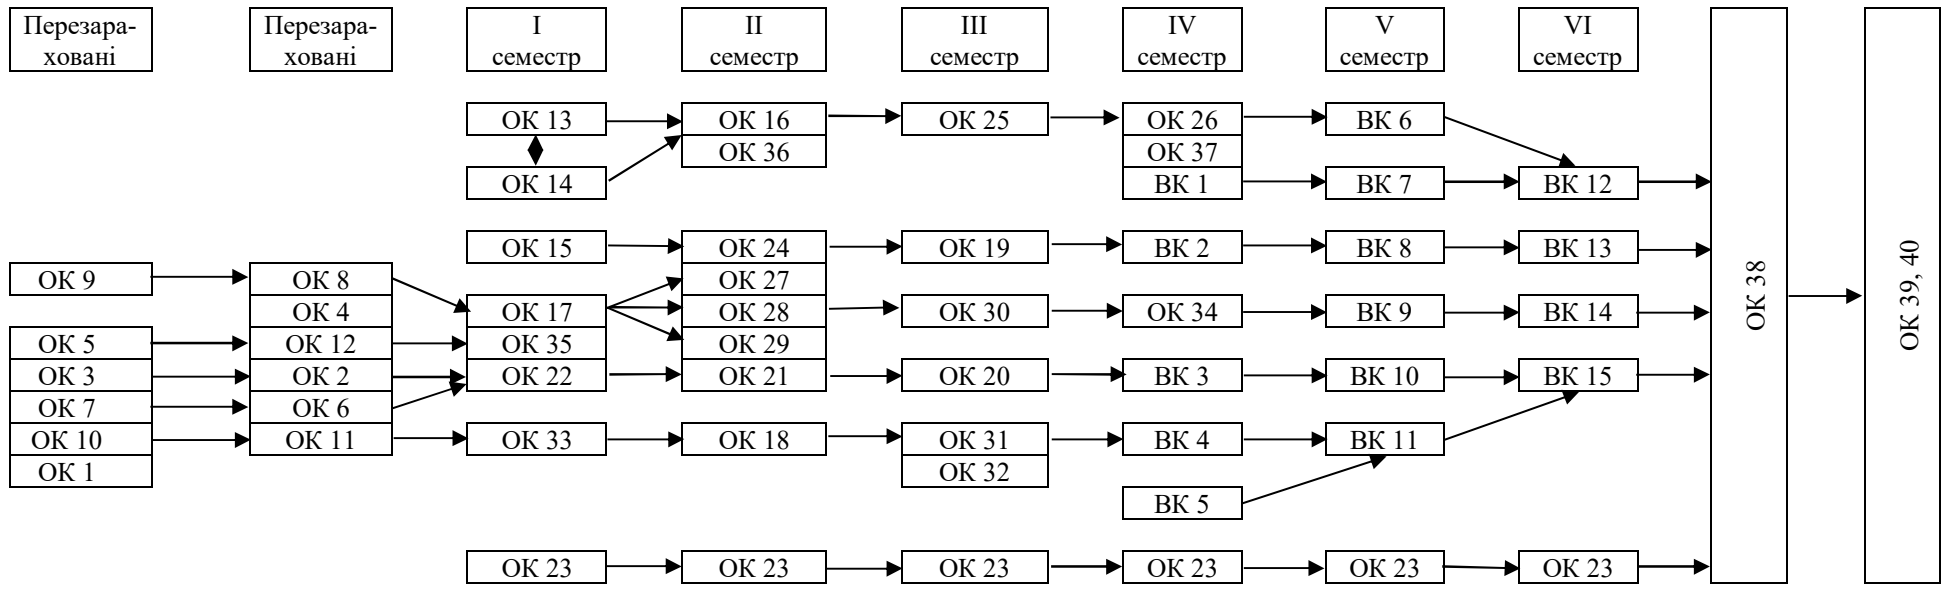 Перезара-
ховані
Перезара-
ховані
I
семестр
II
семестр
III
семестр
IV
семестр
V
семестр
VI
семестр
ОК 13
ОК 16
ОК 25
ОК 26
ВК 6
ОК 36
ОК 37
ОК 14
ВК 1
ВК 7
ВК 12
ОК 15
ОК 24
ОК 19
ВК 2
ВК 8
ВК 13
ОК 9
ОК 8
ОК 27
ОК 4
ОК 17
ОК 28
ОК 30
ОК 34
ВК 9
ВК 14
ОК 5
ОК 12
ОК 35
ОК 29
ОК 3
ОК 2
ОК 22
ОК 21
ОК 20
ВК 3
ВК 10
ВК 15
ОК 7
ОК 6
ОК 10
ОК 11
ОК 33
ОК 18
ОК 31
ВК 4
ВК 11
ОК 1
ОК 32
ВК 5
ОК 23
ОК 23
ОК 23
ОК 23
ОК 23
ОК 23
ОК 38
ОК 39, 40